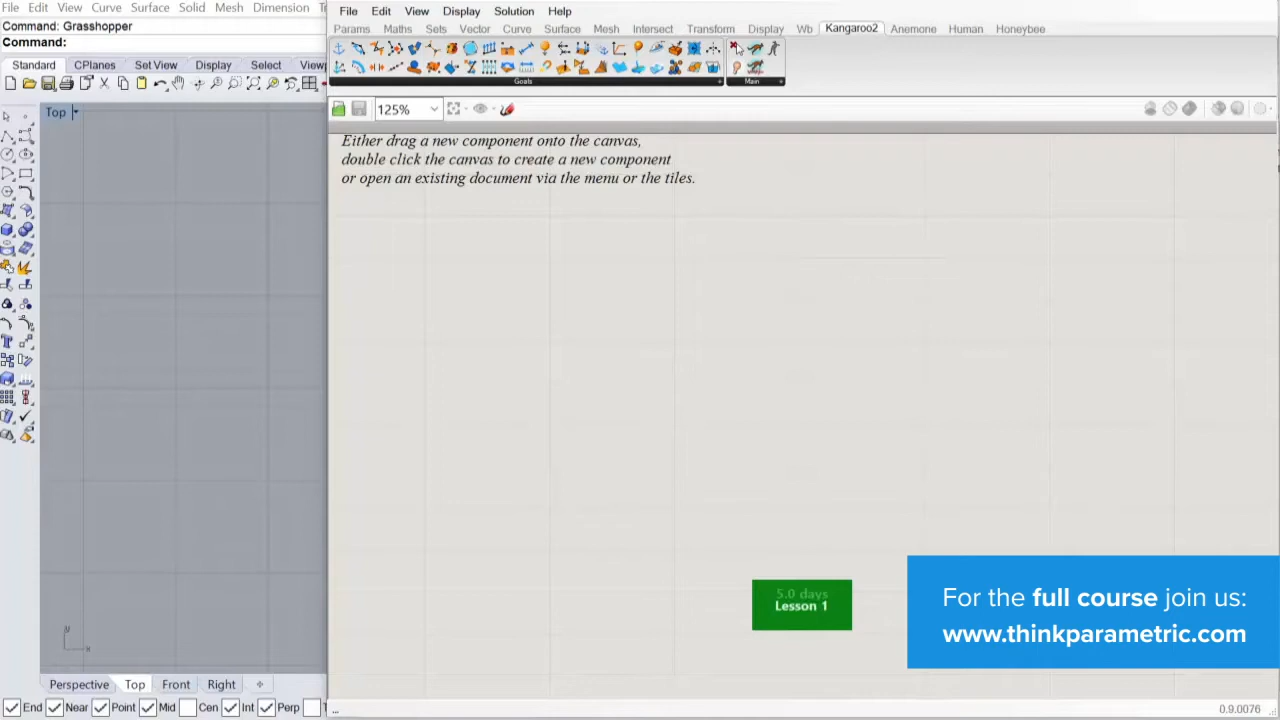 File Edit View Curve Surface Solid Mesh Dimension
Command: Grasshopper
Command:
Standard CPlanes Set View Display Select
Top
Perspective Top Front Right
End Near Point Mid Cen Int Perp
File Edit View Display Solution Help
Params Maths Sets Vector Curve Surface Mesh Intersect Transform Display Wb Kangaroo2 Anemone Human Honeybee
Goals Main
125%
Either drag a new component onto the canvas,
double click the canvas to create a new component
or open an existing document via the menu or the tiles.
5.0 days
Lesson 1
For the full course join us:
www.thinkparametric.com
y
x
...
0.9.0076